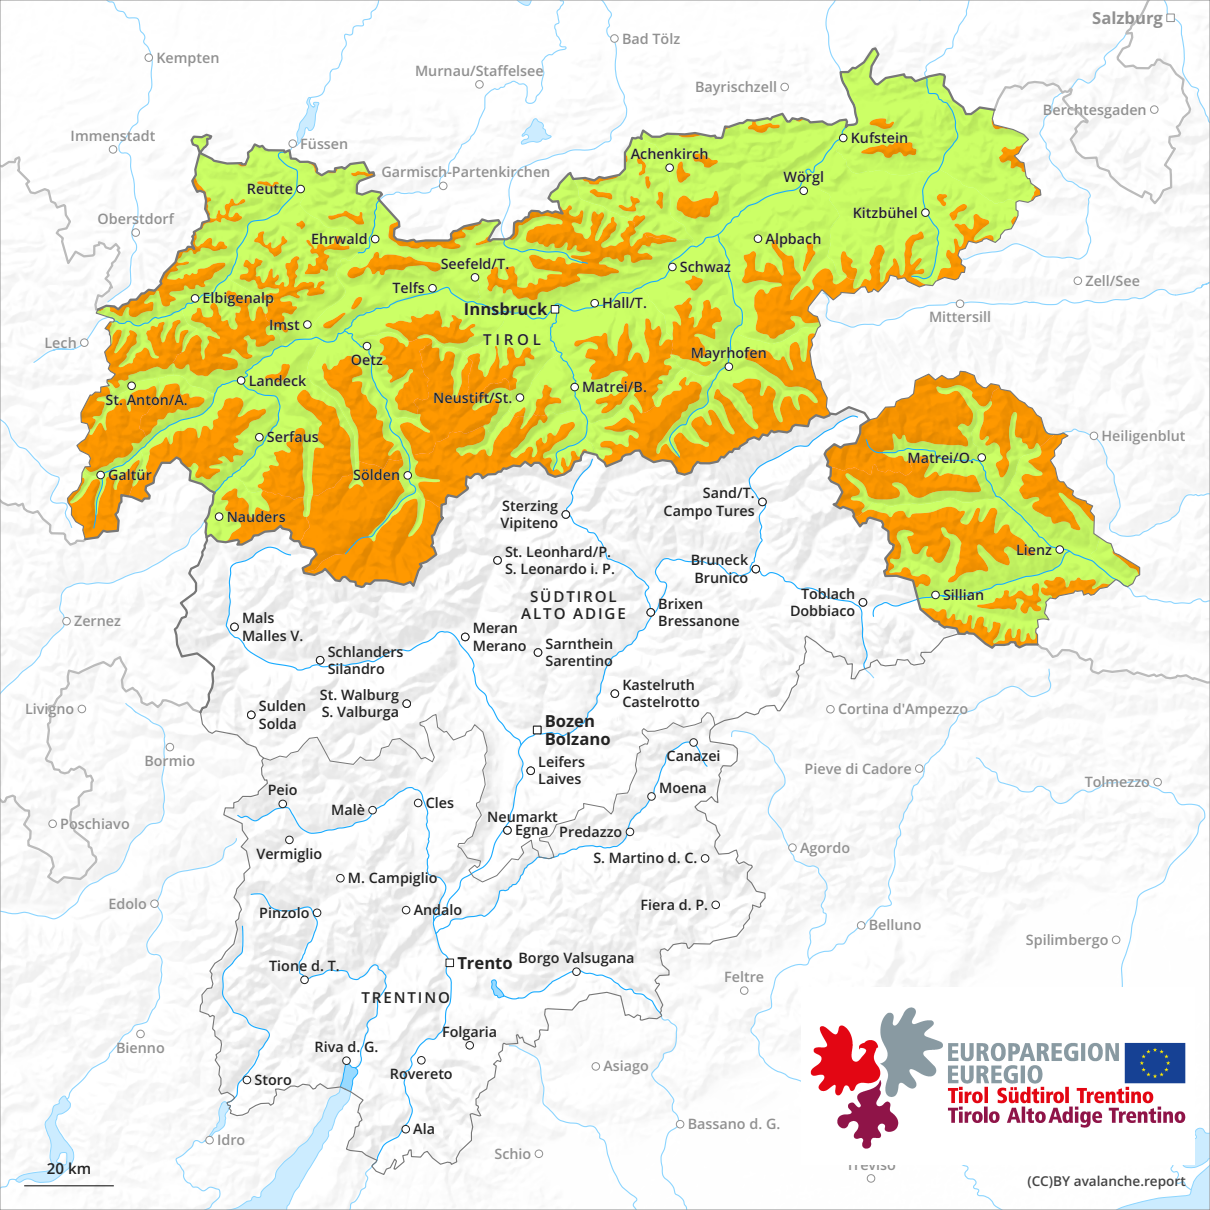 Salzburg
Bad Tölz
Kempten
Murnau/Staffelsee
Bayrischzell
Berchtesgaden
Immenstadt
Füssen
Kufstein
Achenkirch
Garmisch-Partenkirchen
Wörgl
Reutte
Oberstdorf
Kitzbühel
Ehrwald
Alpbach
Seefeld/T.
Schwaz
Zell/See
Telfs
Elbigenalp
Hall/T.
Innsbruck
Mittersill
Imst
TIROL
Lech
Mayrhofen
Oetz
Landeck
Matrei/B.
St. Anton/A.
Neustift/St.
Serfaus
Heiligenblut
Matrei/O.
Galtür
Sölden
Sand/T.
Campo Tures
Sterzing
Vipiteno
Nauders
Lienz
St. Leonhard/P.
S. Leonardo i. P.
Bruneck
Brunico
SÜDTIROL
ALTO ADIGE
Toblach
Dobbiaco
Sillian
Brixen
Bressanone
Zernez
Mals
Malles V.
Meran
Merano
Sarnthein
Sarentino
Schlanders
Silandro
Kastelruth
Castelrotto
St. Walburg
S. Valburga
Livigno
Sulden
Solda
Cortina d'Ampezzo
Bozen
Bolzano
Bormio
Canazei
Leifers
Laives
Pieve di Cadore
Tolmezzo
Peio
Moena
Malè
Cles
Neumarkt
Egna
Predazzo
Poschiavo
Vermiglio
Agordo
S. Martino d. C.
M. Campiglio
Edolo
Pinzolo
Andalo
Fiera d. P.
Belluno
Spilimbergo
Trento
Borgo Valsugana
Tione d. T.
Feltre
TRENTINO
Folgaria
Bienno
Riva d. G.
Rovereto
Asiago
Storo
EUROPAREGION
EUREGIO
Tirol Südtirol Trentino
Tirolo Alto Adige Trentino
Ala
Bassano d. G.
Idro
Schio
Treviso
20 km
(CC)BY avalanche.report